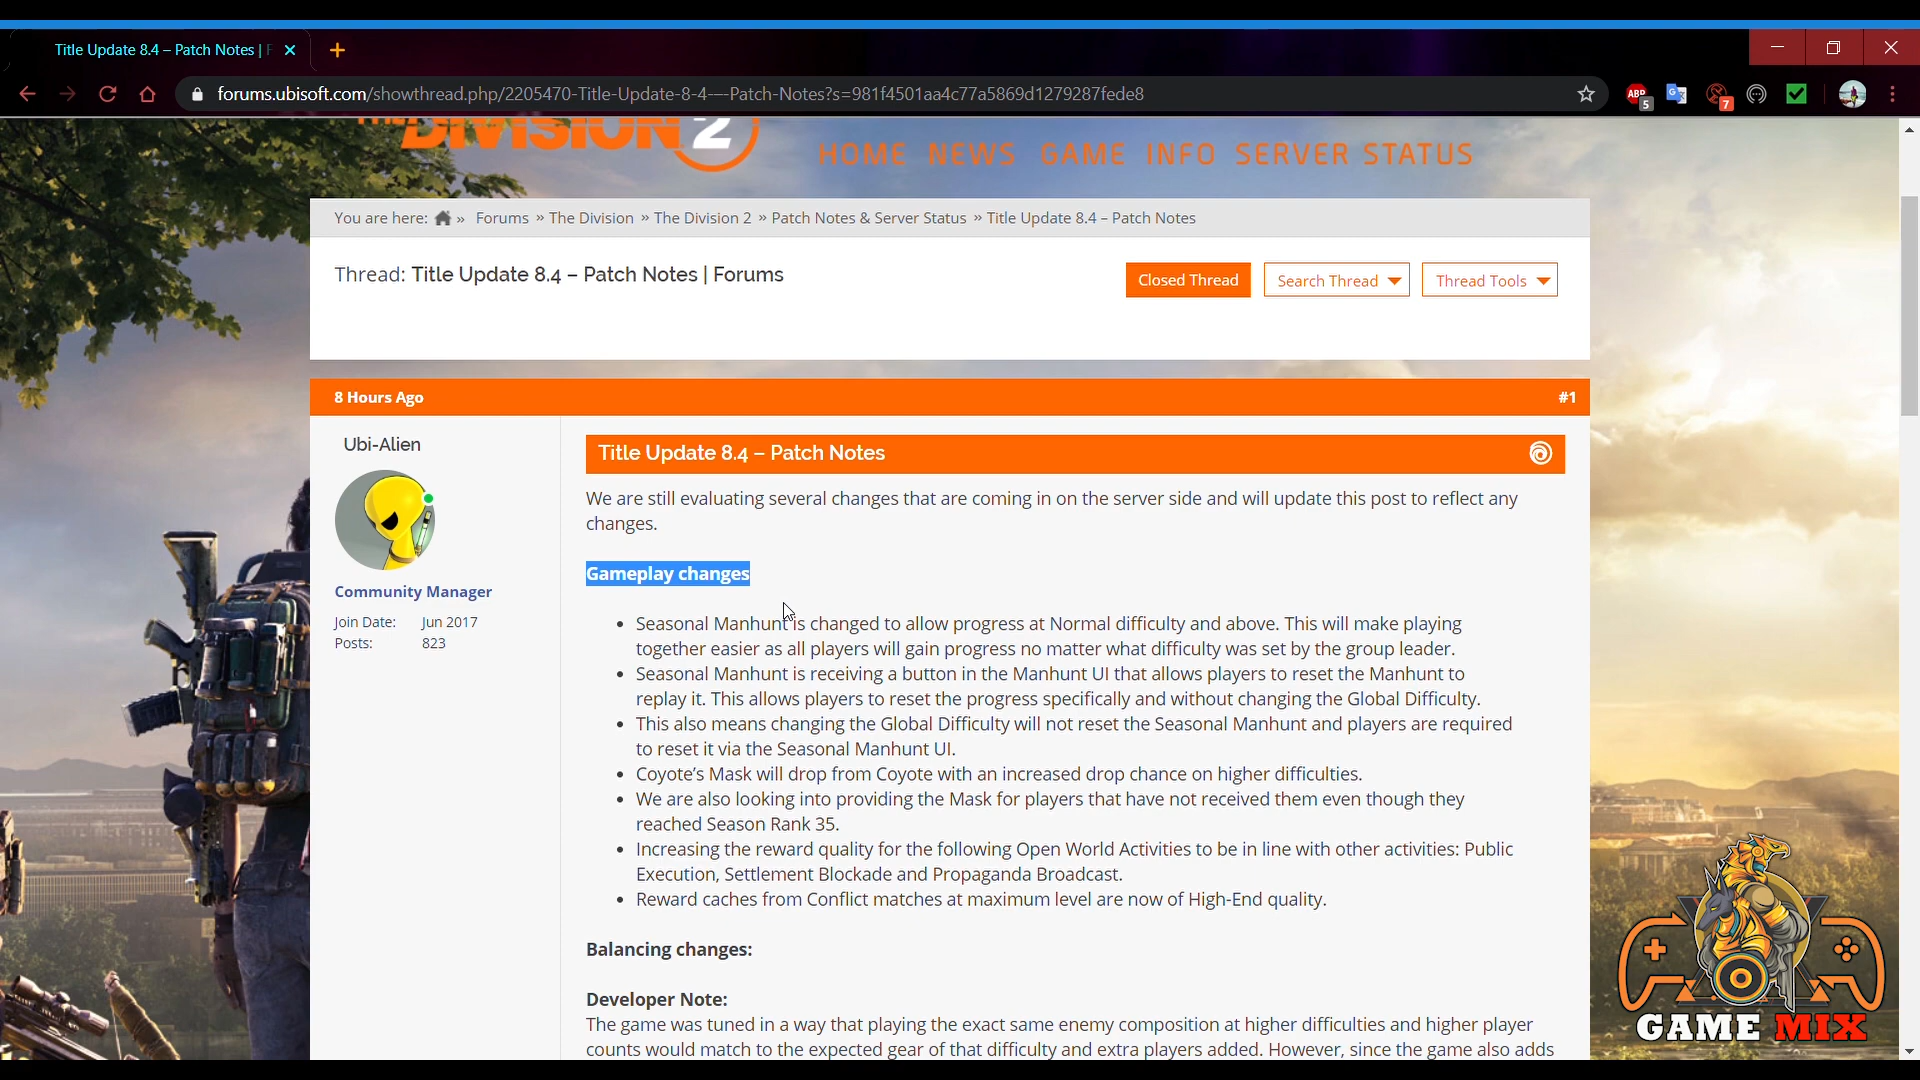 Title Update 8.4 – Patch Notes |
forums.ubisoft.com/showthread.php/2205470-Title-Update-8-4-–-Patch-Notes?s=981f4501aa4c77a5869d1279287fede8
ABP
5
7
THE DIVISION 2
HOME NEWS GAME INFO SERVER STATUS
You are here: » Forums » The Division » The Division 2 » Patch Notes & Server Status » Title Update 8.4 – Patch Notes
Thread: Title Update 8.4 – Patch Notes | Forums
Closed Thread
Search Thread
Thread Tools
8 Hours Ago
#1
Ubi-Alien
Community Manager
Join Date: Jun 2017
Posts: 823
Title Update 8.4 – Patch Notes
We are still evaluating several changes that are coming in on the server side and will update this post to reflect any
changes.
Gameplay changes
• Seasonal Manhunt is changed to allow progress at Normal difficulty and above. This will make playing
together easier as all players will gain progress no matter what difficulty was set by the group leader.
• Seasonal Manhunt is receiving a button in the Manhunt UI that allows players to reset the Manhunt to
replay it. This allows players to reset the progress specifically and without changing the Global Difficulty.
• This also means changing the Global Difficulty will not reset the Seasonal Manhunt and players are required
to reset it via the Seasonal Manhunt UI.
• Coyote’s Mask will drop from Coyote with an increased drop chance on higher difficulties.
• We are also looking into providing the Mask for players that have not received them even though they
reached Season Rank 35.
• Increasing the reward quality for the following Open World Activities to be in line with other activities: Public
Execution, Settlement Blockade and Propaganda Broadcast.
• Reward caches from Conflict matches at maximum level are now of High-End quality.
Balancing changes:
Developer Note:
The game was tuned in a way that playing the exact same enemy composition at higher difficulties and higher player
counts would match to the expected gear of that difficulty and extra players added. However, since the game also adds
GAME MIX